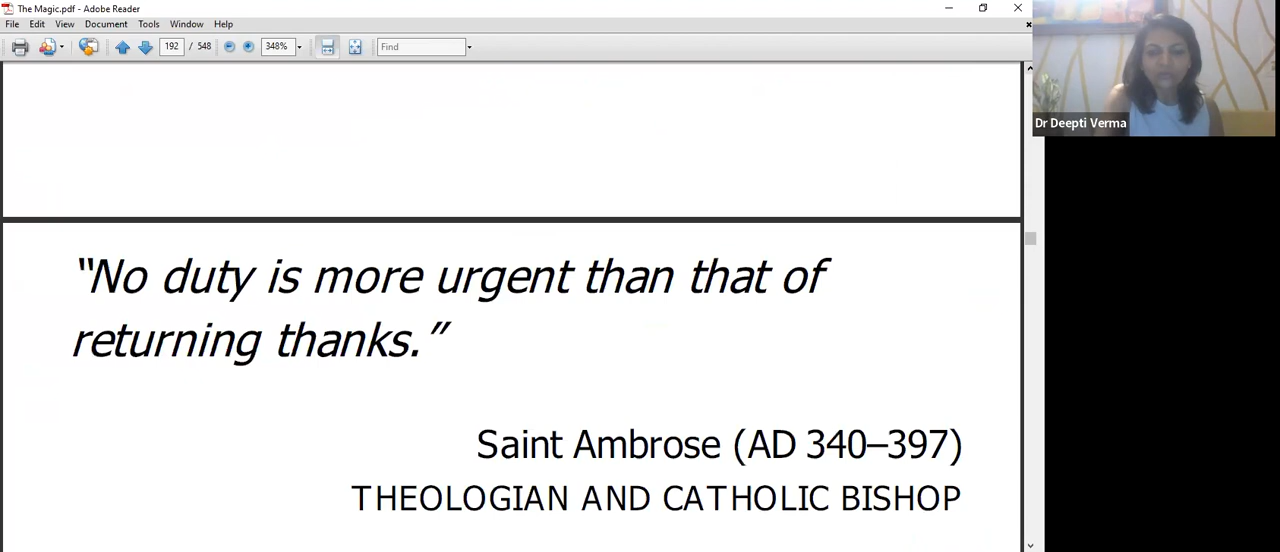 The Magic.pdf - Adobe Reader
File Edit View Document Tools Window Help
192 / 548 348% Find
Dr Deepti Verma
“No duty is more urgent than that of
returning thanks.”
Saint Ambrose (AD 340–397)
THEOLOGIAN AND CATHOLIC BISHOP